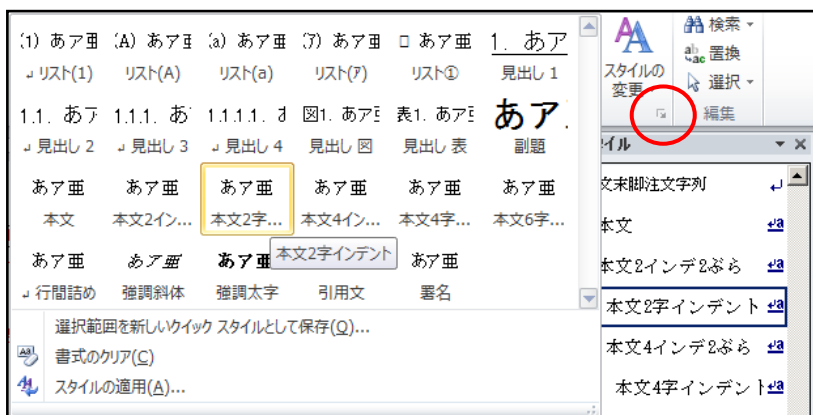 (1) あア亜 (A) あア亜 (a) あア亜 (ア) あア亜 □ あア亜 1. あア
リスト(1) リスト(A) リスト(a) リスト(ア) リスト① 見出し 1
1.1. あア 1.1.1. あ 1.1.1.1. あ 図1. あア亜 表1. あア亜 あア
見出し 2 見出し 3 見出し 4 見出し 図 見出し 表 副題
あア亜 あア亜 あア亜 あア亜 あア亜 あア亜
本文 本文2イン... 本文2字... 本文4イン... 本文4字... 本文6字...
本文2字インデント
あア亜 あア亜 あア亜 あア亜
行間詰め 強調斜体 強調太字 引用文 署名
選択範囲を新しいクイック スタイルとして保存(Q)...
書式のクリア(C)
スタイルの適用(A)...
スタイルの
変更
検索
置換
選択
編集
イル
文末脚注文字列
本文
本文2インデ2ぶら
本文2字インデント
本文4インデ2ぶら
本文4字インデント